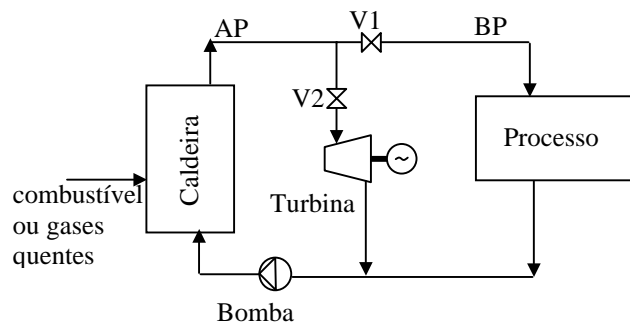 AP
V1
BP
V2
Caldeira
Processo
combustível
ou gases
quentes
Turbina
~
Bomba